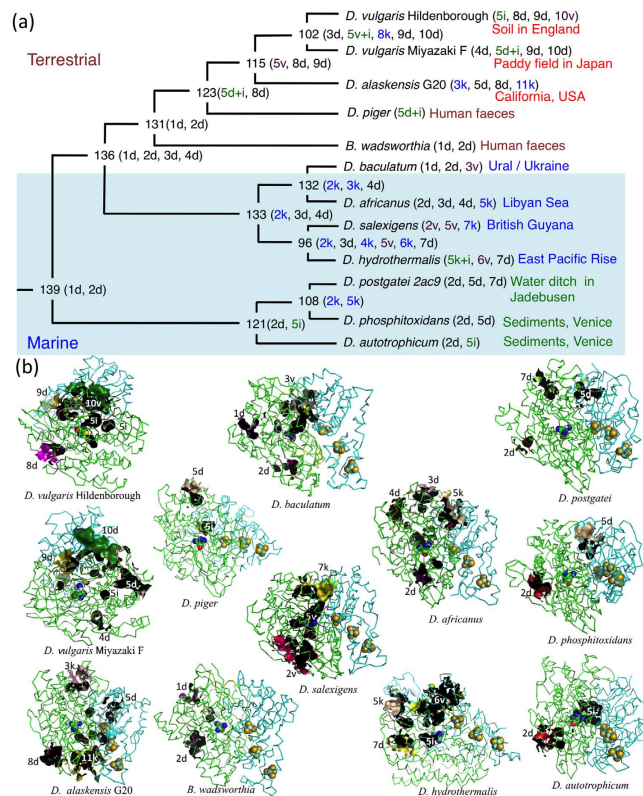 (a)
D. vulgaris Hildenborough (5i, 8d, 9d, 10v)
102 (3d, 5v+i, 8k, 9d, 10d)
Soil in England
Terrestrial
D. vulgaris Miyazaki F (4d, 5d+i, 9d, 10d)
115 (5v, 8d, 9d)
Paddy field in Japan
D. alaskensis G20 (3k, 5d, 8d, 11k)
123(5d+i, 8d)
California, USA
D. piger (5d+i) Human faeces
131 (1d, 2d)
B. wadsworthia (1d, 2d) Human faeces
136 (1d, 2d, 3d, 4d)
D. baculatum (1d, 2d, 3v) Ural / Ukraine
132 (2k, 3k, 4d)
D. africanus (2d, 3d, 4d, 5k) Libyan Sea
133 (2k, 3d, 4d)
D. salexigens (2v, 5v, 7k) British Guyana
96 (2k, 3d, 4k, 5v, 6k, 7d)
D. hydrothermalis (5k+i, 6v, 7d) East Pacific Rise
139 (1d, 2d)
D. postgatei 2ac9 (2d, 5d, 7d) Water ditch in
Jadebusen
108 (2k, 5k)
D. phosphitoxidans (2d, 5d) Sediments, Venice
121(2d, 5i)
Marine
D. autotrophicum (2d, 5i) Sediments, Venice
(b)
9d
10v
5i
5i
8d
D. vulgaris Hildenborough
3v
1d
2d
D. baculatum
7d
5d
2d
D. postgatei
5d
5i
D. piger
4d
3d
5k
2d
D. africanus
10d
9d
5d
5i
4d
D. vulgaris Miyazaki F
7k
5v
2v
D. salexigens
5d
2d
D. phosphitoxidans
3k
5d
8d
11k
D. alaskensis G20
1d
2d
B. wadsworthia
5k
6v
7d
5i
D. hydrothermalis
5i
2d
D. autotrophicum